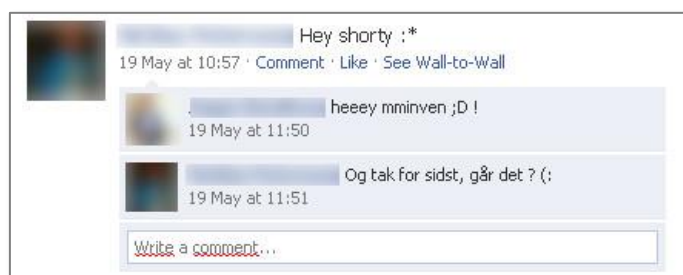 Hey shorty :*
19 May at 10:57 · Comment · Like · See Wall-to-Wall
heeey mminven ;D !
19 May at 11:50
Og tak for sidst, går det ? (:
19 May at 11:51
Write a comment...